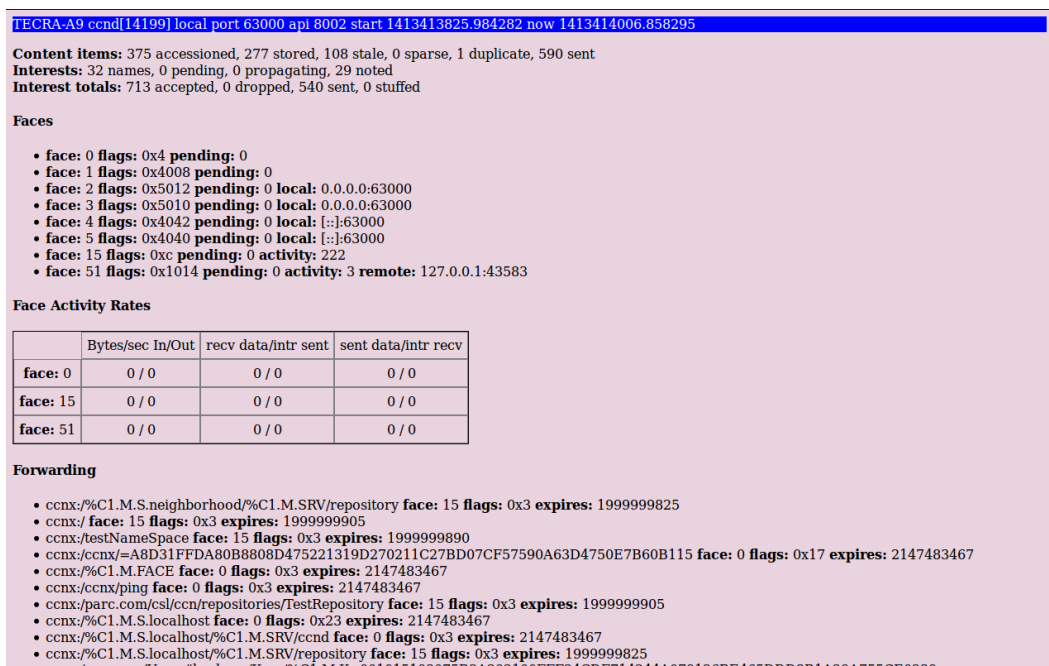 TECRA-A9 ccnd[14199] local port 63000 api 8002 start 1413413825.984282 now 1413414006.858295
Content items: 375 accessioned, 277 stored, 108 stale, 0 sparse, 1 duplicate, 590 sent
Interests: 32 names, 0 pending, 0 propagating, 29 noted
Interest totals: 713 accepted, 0 dropped, 540 sent, 0 stuffed
Faces
• face: 0 flags: 0x4 pending: 0
• face: 1 flags: 0x4008 pending: 0
• face: 2 flags: 0x5012 pending: 0 local: 0.0.0.0:63000
• face: 3 flags: 0x5010 pending: 0 local: 0.0.0.0:63000
• face: 4 flags: 0x4042 pending: 0 local: [::]:63000
• face: 5 flags: 0x4040 pending: 0 local: [::]:63000
• face: 15 flags: 0xc pending: 0 activity: 222
• face: 51 flags: 0x1014 pending: 0 activity: 3 remote: 127.0.0.1:43583
Face Activity Rates
Bytes/sec In/Out recv data/intr sent sent data/intr recv
face: 0 0 / 0 0 / 0 0 / 0
face: 15 0 / 0 0 / 0 0 / 0
face: 51 0 / 0 0 / 0 0 / 0
Forwarding
• ccnx:/%C1.M.S.neighborhood/%C1.M.SRV/repository face: 15 flags: 0x3 expires: 1999999825
• ccnx:/ face: 15 flags: 0x3 expires: 1999999905
• ccnx:/testNameSpace face: 15 flags: 0x3 expires: 1999999890
• ccnx:/ccnx/=A8D31FFDA80B8808D475221319D270211C27BD07CF57590A63D4750E7B60B115 face: 0 flags: 0x17 expires: 2147483467
• ccnx:/%C1.M.FACE face: 0 flags: 0x3 expires: 2147483467
• ccnx:/ccnx/ping face: 0 flags: 0x3 expires: 2147483467
• ccnx:/parc.com/csl/ccn/repositories/TestRepository face: 15 flags: 0x3 expires: 1999999905
• ccnx:/%C1.M.S.localhost face: 0 flags: 0x23 expires: 2147483467
• ccnx:/%C1.M.S.localhost/%C1.M.SRV/ccnd face: 0 flags: 0x3 expires: 2147483467
• ccnx:/%C1.M.S.localhost/%C1.M.SRV/repository face: 15 flags: 0x3 expires: 1999999825